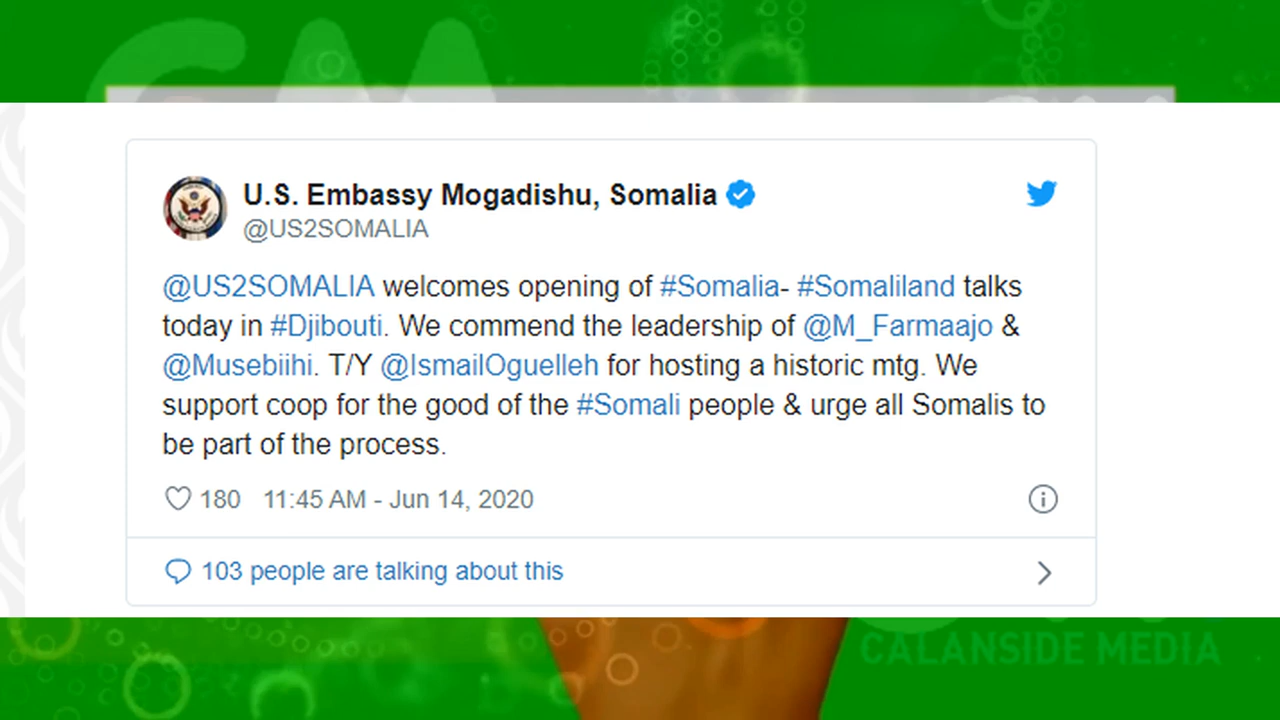 U.S. Embassy Mogadishu, Somalia
@US2SOMALIA
@US2SOMALIA welcomes opening of #Somalia- #Somaliland talks
today in #Djibouti. We commend the leadership of @M_Farmaajo &
@Musebiihi. T/Y @IsmailOguelleh for hosting a historic mtg. We
support coop for the good of the #Somali people & urge all Somalis to
be part of the process.
180 11:45 AM - Jun 14, 2020
103 people are talking about this
CALANSIDE MEDIA